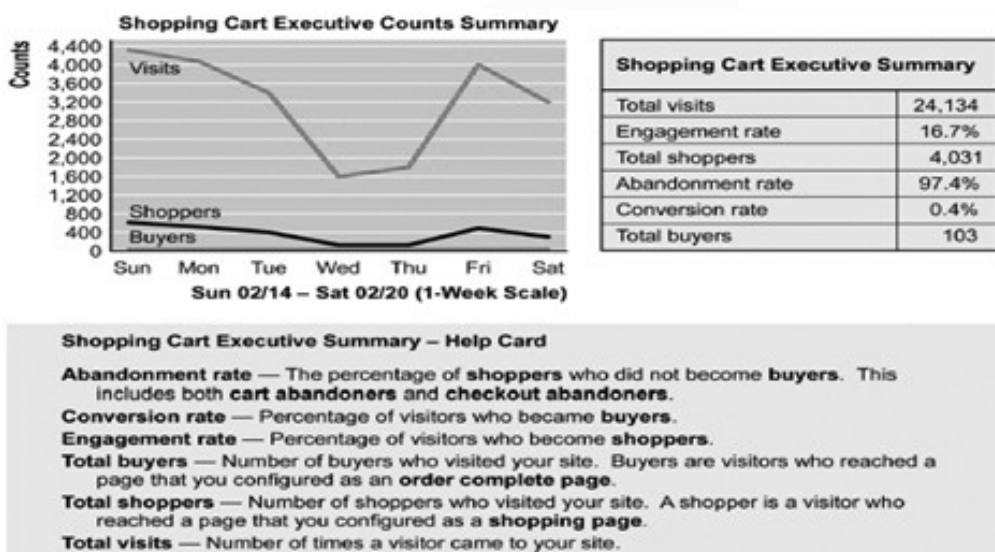 Shopping Cart Executive Counts Summary
Counts
4,400
4,000
3,600
3,200
2,800
2,400
2,000
1,600
1,200
800
400
0
Visits
Shoppers
Buyers
Sun Mon Tue Wed Thu Fri Sat
Sun 02/14 – Sat 02/20 (1-Week Scale)
Shopping Cart Executive Summary
Total visits 24,134
Engagement rate 16.7%
Total shoppers 4,031
Abandonment rate 97.4%
Conversion rate 0.4%
Total buyers 103
Shopping Cart Executive Summary – Help Card
Abandonment rate — The percentage of shoppers who did not become buyers. This
includes both cart abandoners and checkout abandoners.
Conversion rate — Percentage of visitors who became buyers.
Engagement rate — Percentage of visitors who become shoppers.
Total buyers — Number of buyers who visited your site. Buyers are visitors who reached a
page that you configured as an order complete page.
Total shoppers — Number of shoppers who visited your site. A shopper is a visitor who
reached a page that you configured as a shopping page.
Total visits — Number of times a visitor came to your site.